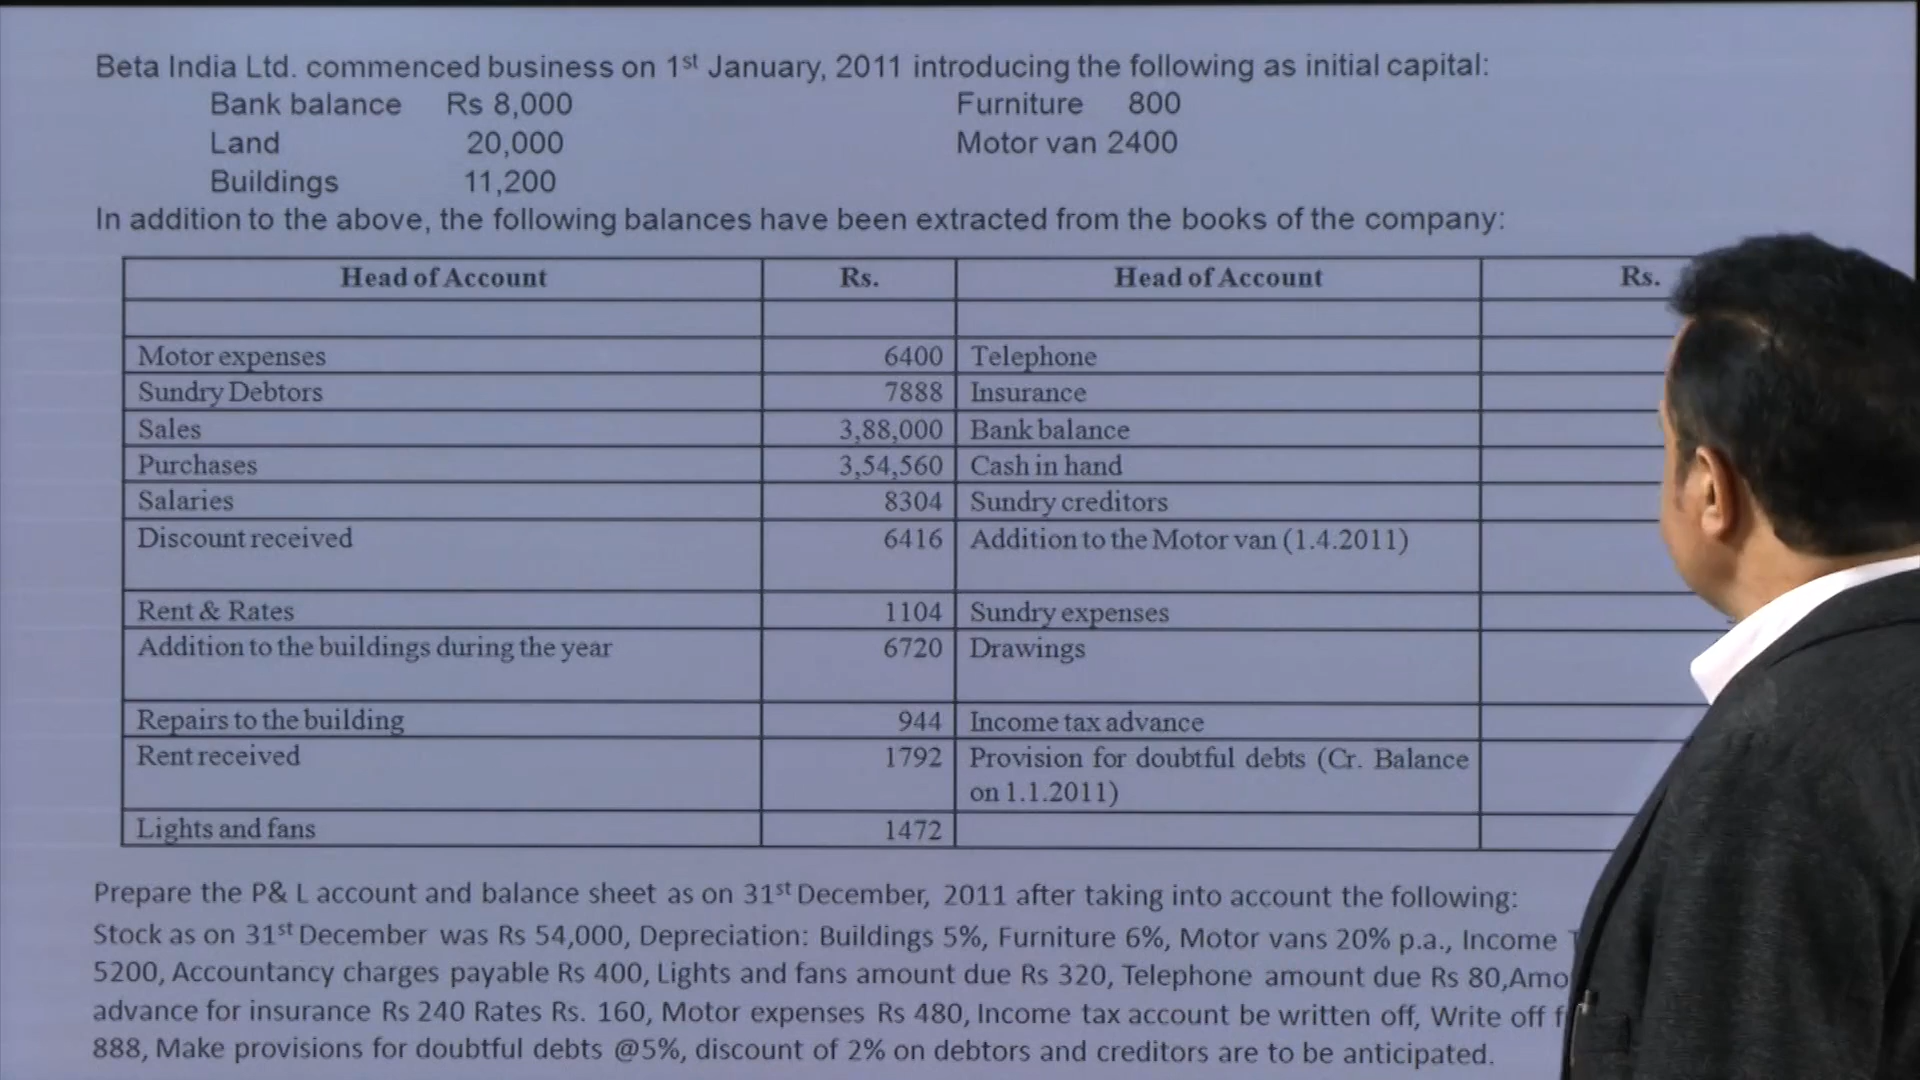 Beta India Ltd. commenced business on 1st January, 2011 introducing the following as initial capital:
Bank balance Rs 8,000 Furniture 800
Land 20,000 Motor van 2400
Buildings 11,200
In addition to the above, the following balances have been extracted from the books of the company:
Head of Account Rs. Head of Account Rs.
Motor expenses 6400 Telephone
Sundry Debtors 7888 Insurance
Sales 3,88,000 Bank balance
Purchases 3,54,560 Cash in hand
Salaries 8304 Sundry creditors
Discount received 6416 Addition to the Motor van (1.4.2011)
Rent & Rates 1104 Sundry expenses
Addition to the buildings during the year 6720 Drawings
Repairs to the building 944 Income tax advance
Rent received 1792 Provision for doubtful debts (Cr. Balance
on 1.1.2011)
Lights and fans 1472
Prepare the P& L account and balance sheet as on 31st December, 2011 after taking into account the following:
Stock as on 31st December was Rs 54,000, Depreciation: Buildings 5%, Furniture 6%, Motor vans 20% p.a., Income
5200, Accountancy charges payable Rs 400, Lights and fans amount due Rs 320, Telephone amount due Rs 80,Amo
advance for insurance Rs 240 Rates Rs. 160, Motor expenses Rs 480, Income tax account be written off, Write off
888, Make provisions for doubtful debts @5%, discount of 2% on debtors and creditors are to be anticipated.